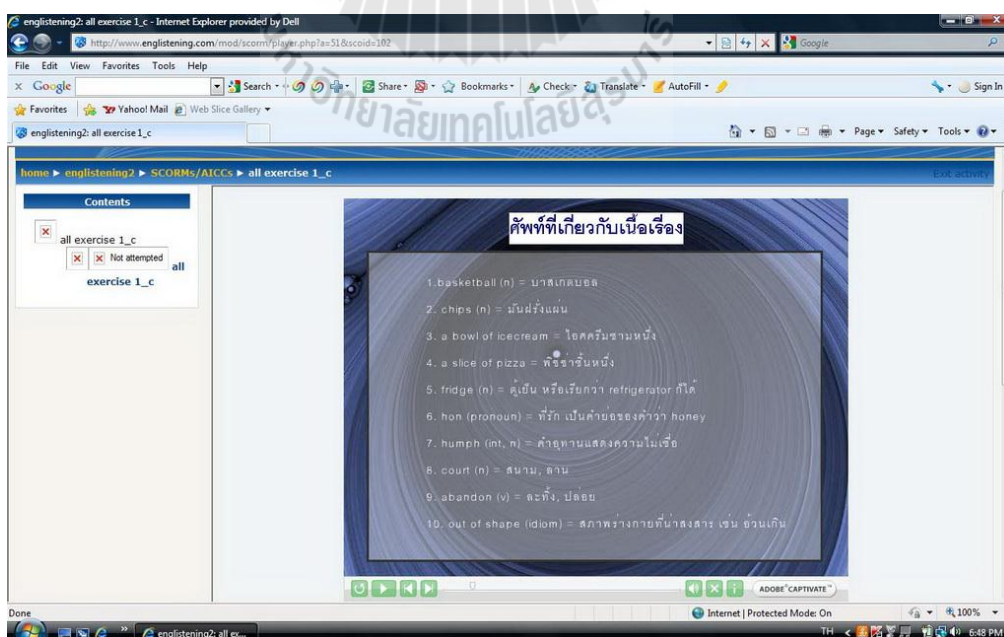 englistening2: all exercise 1_c - Internet Explorer provided by Dell
http://www.englistening.com/mod/scorm/player.php?a=51&scoid=102
Google
File Edit View Favorites Tools Help
x Google Search Share Bookmarks Check Translate AutoFill Sign In
Favorites Yahoo! Mail Web Slice Gallery
englistening2: all exercise 1_c
Page Safety Tools
home ► englistening2 ► SCORMs/AICCs ► all exercise 1_c
Exit activity
Contents
all exercise 1_c
Not attempted all
exercise 1_c
ศัพท์ที่เกี่ยวกับเนื้อเรื่อง
1.basketball (n) = บาสเกตบอล
2. chips (n) = มันฝรั่งแผ่น
3. a bowl of icecream = ไอศครีมชามหนึ่ง
4. a slice of pizza = พิซซ่าชิ้นหนึ่ง
5. fridge (n) = ตู้เย็น หรือเรียกว่า refrigerator ก็ได้
6. hon (pronoun) = ที่รัก เป็นคำย่อของคำว่า honey
7. humph (int, n) = คำอุทานแสดงความไม่เชื่อ
8. court (n) = สนาม, ลาน
9. abandon (v) = ละทิ้ง, ปล่อย
10. out of shape (idiom) = สภาพร่างกายที่น่าสงสาร เช่น อ้วนเกิน
ADOBE CAPTIVATE™
Done
Internet | Protected Mode: On
100%
englistening2: all ex...
TH
6:48 PM